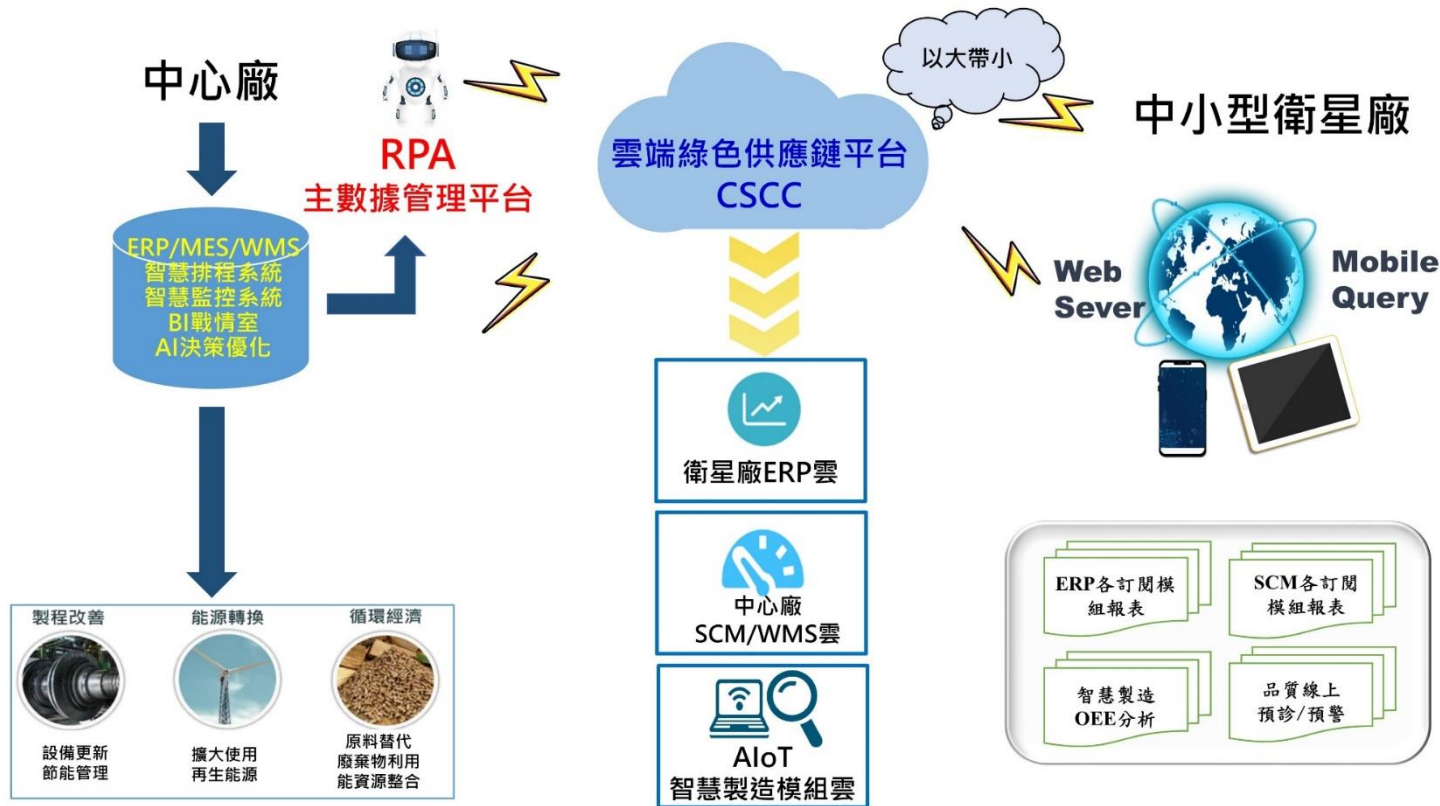 中心廠
RPA
主數據管理平台
ERP/MES/WMS
智慧排程系統
智慧監控系統
BI戰情室
AI決策優化
製程改善
設備更新
節能管理
能源轉換
擴大使用
再生能源
循環經濟
原料替代
廢棄物利用
能資源整合
雲端綠色供應鏈平台
CSCC
以大帶小
衛星廠ERP雲
中心廠
SCM/WMS雲
AIoT
智慧製造模組雲
中小型衛星廠
Web
Sever
Mobile
Query
ERP各訂閱模
組報表
SCM各訂閱
模組報表
智慧製造
OEE分析
品質線上
預診/預警